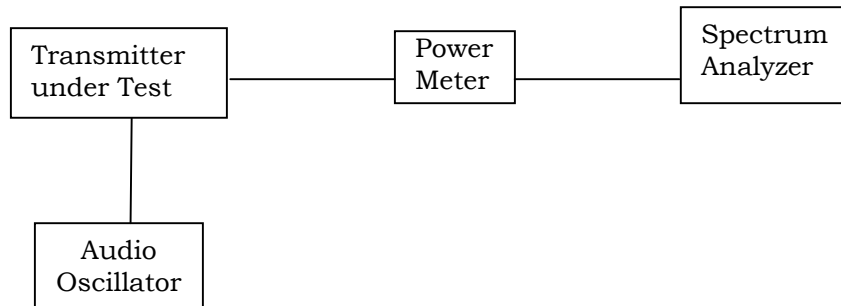 Transmitter
under Test
Power
Meter
Spectrum
Analyzer
Audio
Oscillator